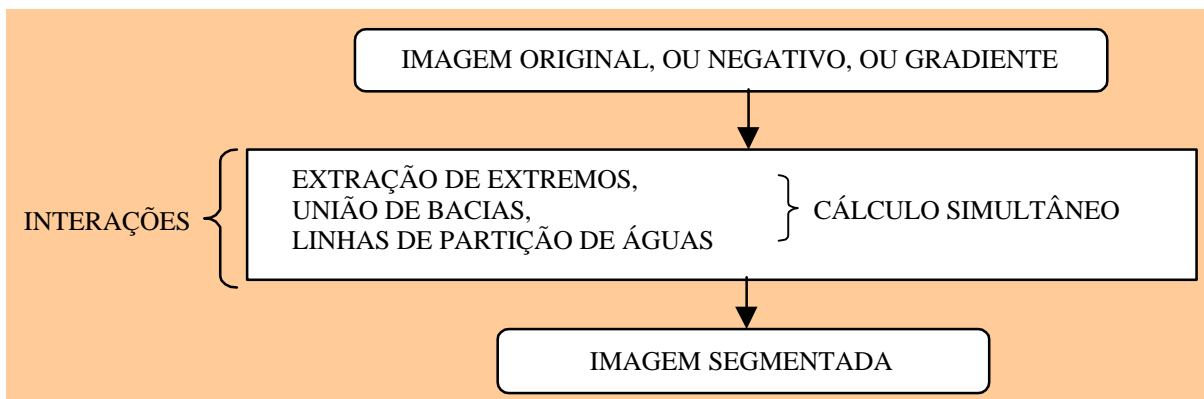 IMAGEM ORIGINAL, OU NEGATIVO, OU GRADIENTE
EXTRAÇÃO DE EXTREMOS,
UNIÃO DE BACIAS,
LINHAS DE PARTIÇÃO DE ÁGUAS
INTERAÇÕES
CÁLCULO SIMULTÂNEO
IMAGEM SEGMENTADA